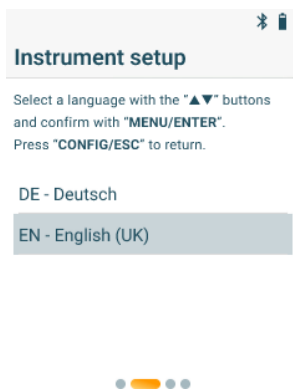 Instrument setup
Select a language with the "▲▼" buttons
and confirm with "MENU/ENTER".
Press "CONFIG/ESC" to return.
DE - Deutsch
EN - English (UK)